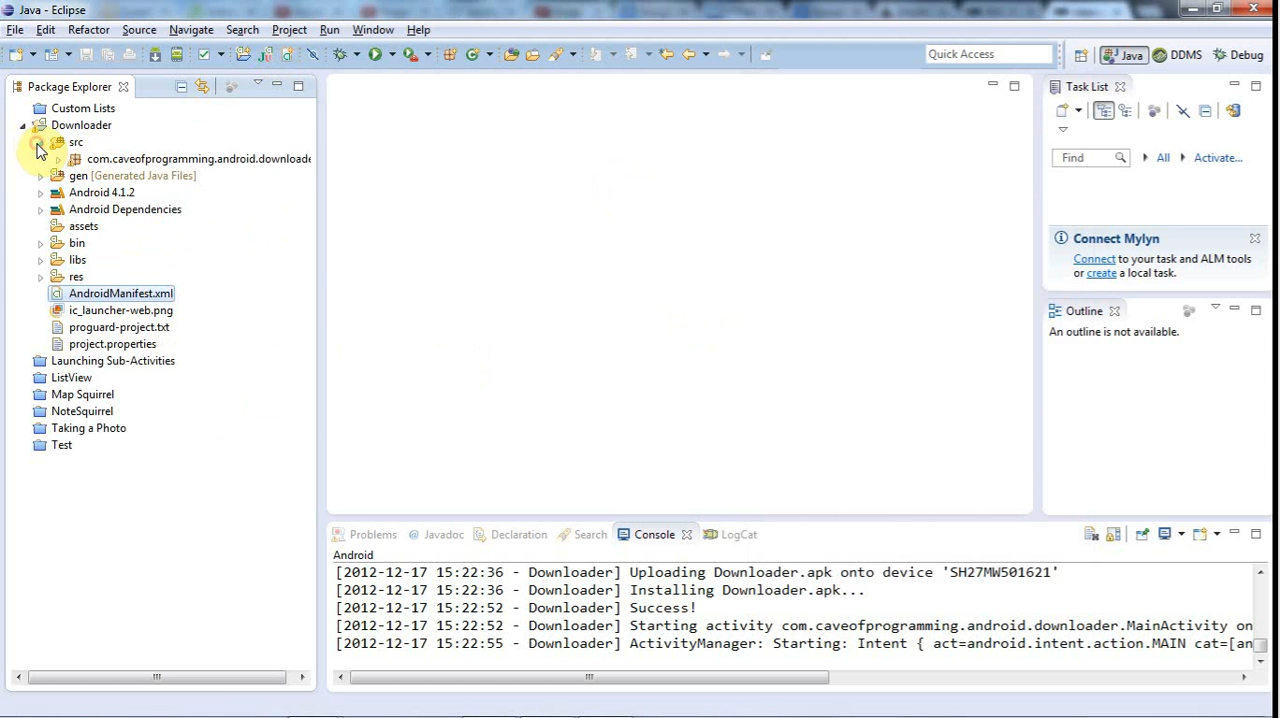 Java - Eclipse
File Edit Refactor Source Navigate Search Project Run Window Help
Quick Access Java DDMS Debug
Package Explorer
Custom Lists
Downloader
src
com.caveofprogramming.android.downloade
gen [Generated Java Files]
Android 4.1.2
Android Dependencies
assets
bin
libs
res
AndroidManifest.xml
ic_launcher-web.png
proguard-project.txt
project.properties
Launching Sub-Activities
ListView
Map Squirrel
NoteSquirrel
Taking a Photo
Test
Task List
Find All Activate...
Connect Mylyn
Connect to your task and ALM tools
or create a local task.
Outline
An outline is not available.
Problems @ Javadoc Declaration Search Console LogCat
Android
[2012-12-17 15:22:36 - Downloader] Uploading Downloader.apk onto device 'SH27MW501621'
[2012-12-17 15:22:36 - Downloader] Installing Downloader.apk...
[2012-12-17 15:22:52 - Downloader] Success!
[2012-12-17 15:22:52 - Downloader] Starting activity com.caveofprogramming.android.downloader.MainActivity on
[2012-12-17 15:22:55 - Downloader] ActivityManager: Starting: Intent { act=android.intent.action.MAIN cat=[an